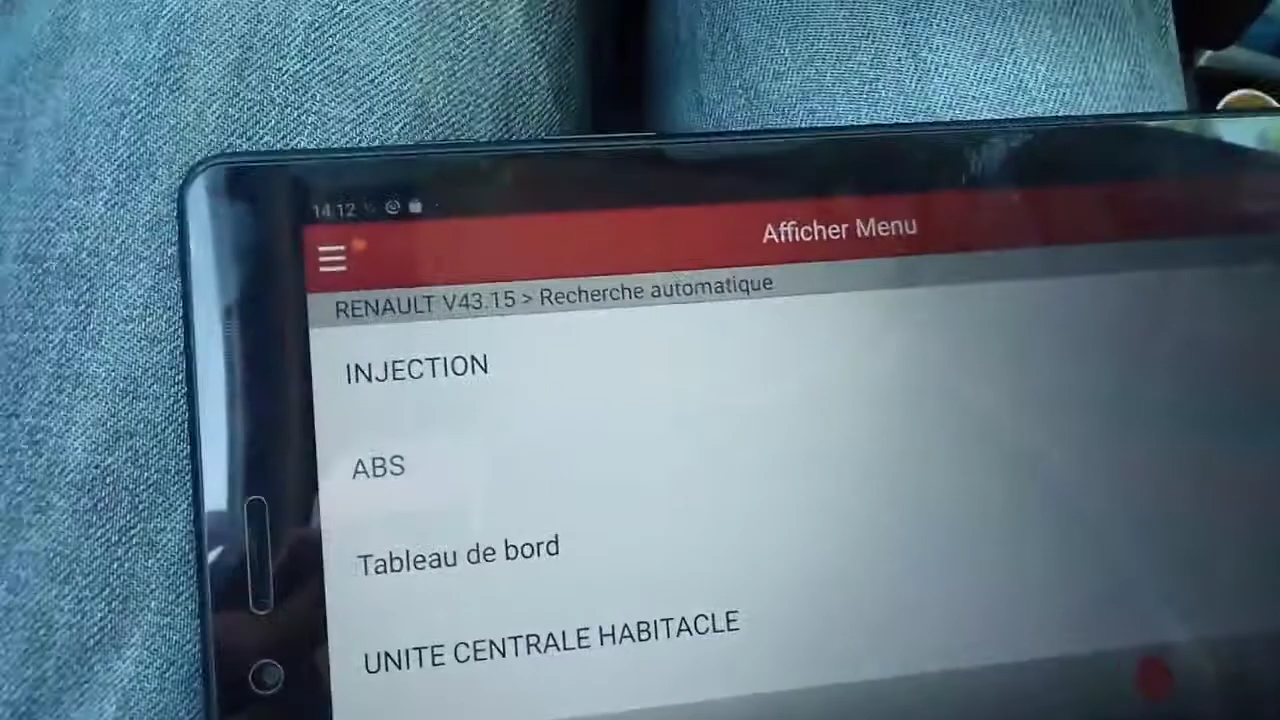 14:12
Afficher Menu
RENAULT V43.15 > Recherche automatique
INJECTION
ABS
Tableau de bord
UNITE CENTRALE HABITACLE